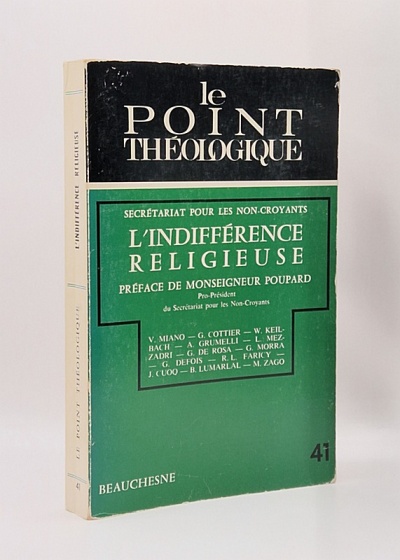 le
POINT
THÉOLOGIQUE
SECRÉTARIAT POUR LES NON-CROYANTS
L'INDIFFÉRENCE
RELIGIEUSE
PRÉFACE DE MONSEIGNEUR POUPARD
Pro-Président
du Secrétariat pour les Non-Croyants
V. MIANO — G. COTTIER — W. KEIL-
BACH — A. GRUMELLI — L. MEZ-
ZADRI — G. DE ROSA — G. MORRA
— G. DEFOIS — R.L. FARICY —
J. CUOQ — B. LUMARLAL — M. ZAGO
41
BEAUCHESNE
L'INDIFFÉRENCE RELIGIEUSE
LE POINT THÉOLOGIQUE
41